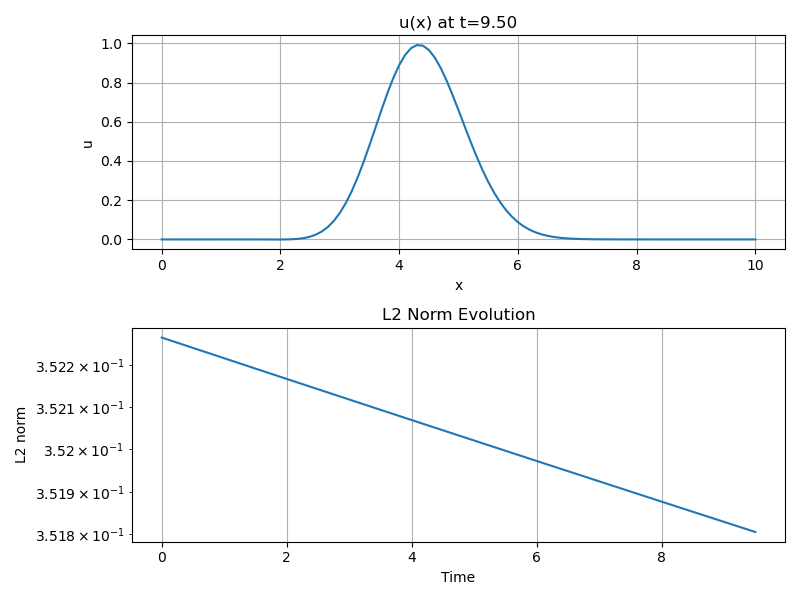 u(x) at t=9.50
1.0
0.8
0.6
0.4
0.2
0.0
u
0 2 4 6 8 10
x
L2 Norm Evolution
3.522 × 10⁻¹
3.521 × 10⁻¹
3.52 × 10⁻¹
3.519 × 10⁻¹
3.518 × 10⁻¹
L2 norm
0 2 4 6 8
Time